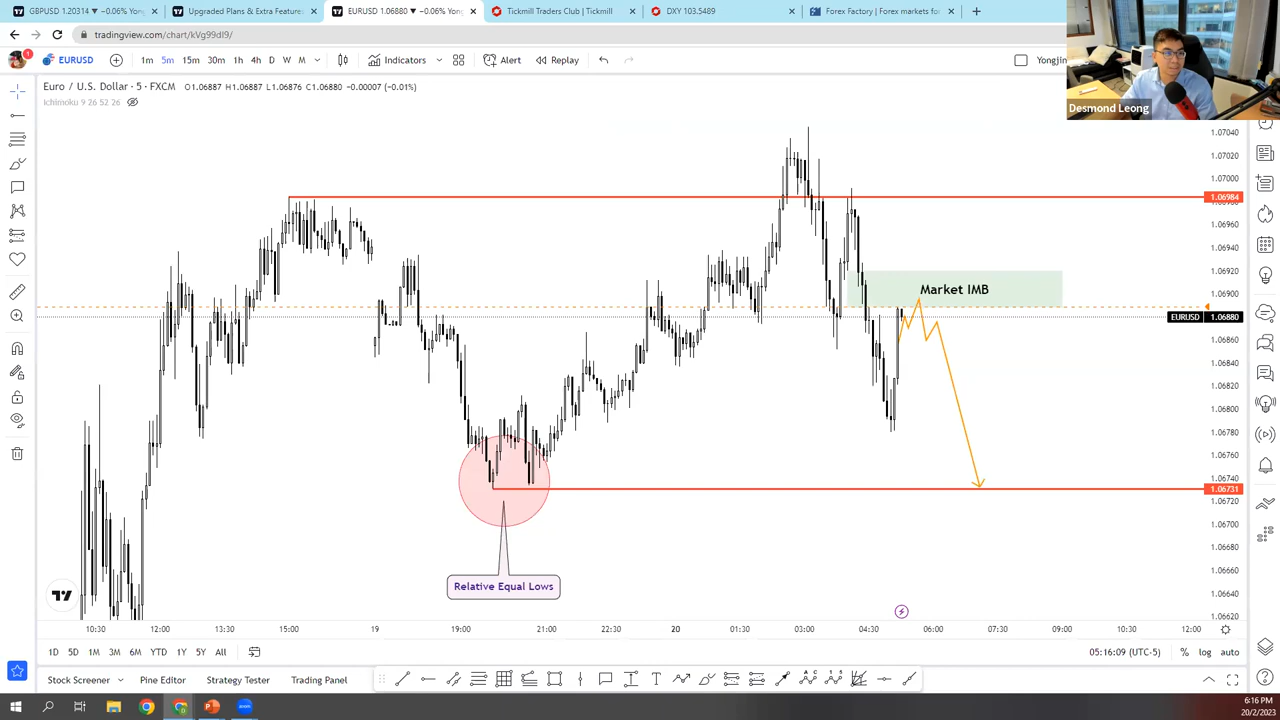 GBPUSD 1.20314 ▼ −0.06% Yong
Upgraded Plans & Extra Features
EURUSD 1.06880 ▼ −0.06% Yong
Tickmill Traders Club | Tickmill
DXY 103.5489
Forex Factory | Forex markets fo
tradingview.com/chart/kVg99dI9/
1
EURUSD
1m 5m 15m 30m 1h 4h D W M
Indicators
Alert
Replay
Yongjin
Desmond Leong
Euro / U.S. Dollar · 5 · FXCM O1.06887 H1.06887 L1.06876 C1.06880 −0.00007 (−0.01%)
Ichimoku 9 26 52 26
1.07040
1.07020
1.07000
1.06984
1.06960
1.06940
1.06920
Market IMB
1.06900
EURUSD 1.06880
1.06860
1.06840
1.06820
1.06800
1.06780
1.06760
1.06740
1.06731
1.06720
1.06700
1.06680
1.06660
1.06640
1.06620
Relative Equal Lows
10:30 12:00 13:30 15:00 19 19:00 21:00 22:30 20 01:30 03:00 04:30 06:00 07:30 09:00 10:30 12:00
1D 5D 1M 3M 6M YTD 1Y 5Y All
05:16:09 (UTC-5) % log auto
Stock Screener Pine Editor Strategy Tester Trading Panel
6:16 PM
20/2/2023